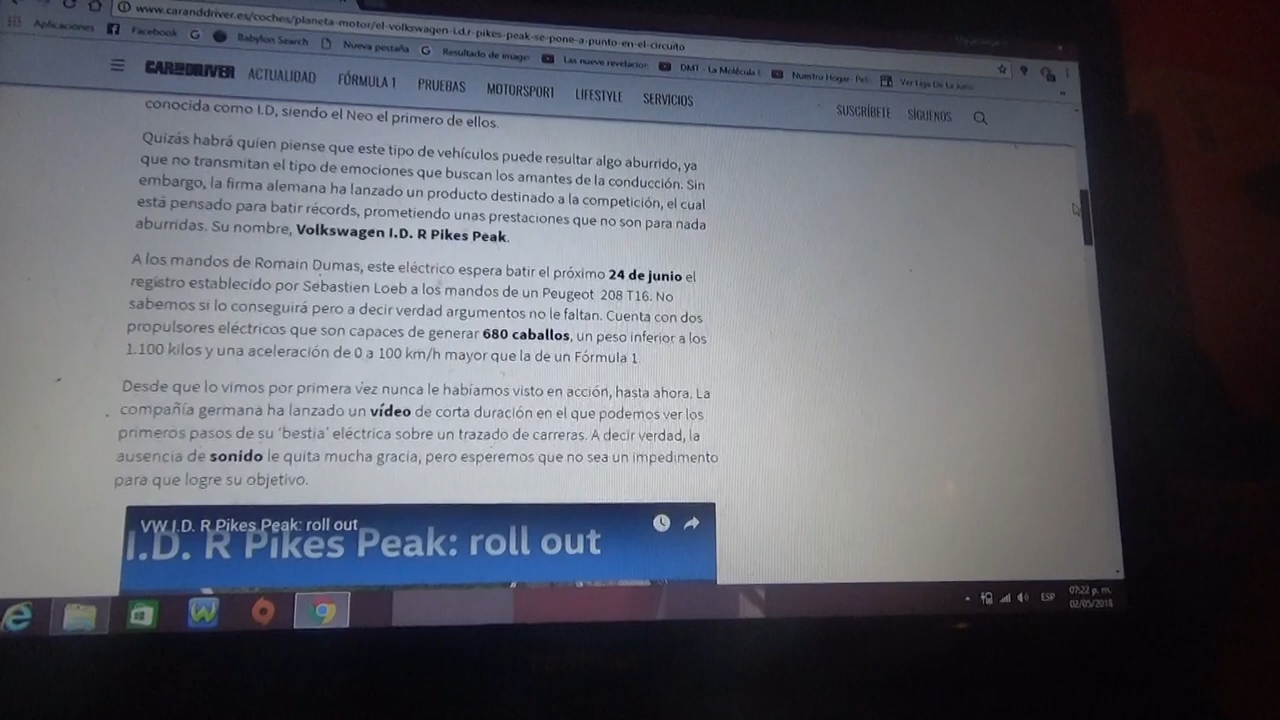 www.caranddriver.es/coches/planeta-motor/el-volkswagen-i.d.r-pikes-peak-se-pone-a-punto-en-el-circuito
Aplicaciones Facebook Babylon Search Nueva pestaña Resultado de image Las nueve revelacion DMT - La Molécula Nuestro Hogar- Pel Ver Liga De La Justic
CAR AND DRIVER ACTUALIDAD FÓRMULA 1 PRUEBAS MOTORSPORT LIFESTYLE SERVICIOS SUSCRÍBETE SÍGUENOS
conocida como I.D, siendo el Neo el primero de ellos.
Quizás habrá quien piense que este tipo de vehículos puede resultar algo aburrido, ya
que no transmitan el tipo de emociones que buscan los amantes de la conducción. Sin
embargo, la firma alemana ha lanzado un producto destinado a la competición, el cual
está pensado para batir récords, prometiendo unas prestaciones que no son para nada
aburridas. Su nombre, Volkswagen I.D. R Pikes Peak.
A los mandos de Romain Dumas, este eléctrico espera batir el próximo 24 de junio el
registro establecido por Sébastien Loeb a los mandos de un Peugeot 208 T16. No
sabemos si lo conseguirá pero a decir verdad argumentos no le faltan. Cuenta con dos
propulsores eléctricos que son capaces de generar 680 caballos, un peso inferior a los
1.100 kilos y una aceleración de 0 a 100 km/h mayor que la de un Fórmula 1.
Desde que lo vimos por primera vez nunca le habíamos visto en acción, hasta ahora. La
compañía germana ha lanzado un vídeo de corta duración en el que podemos ver los
primeros pasos de su 'bestia' eléctrica sobre un trazado de carreras. A decir verdad, la
ausencia de sonido le quita mucha gracia, pero esperemos que no sea un impedimento
para que logre su objetivo.
VW I.D. R Pikes Peak: roll out
I.D. R Pikes Peak: roll out
ESP
07:22 p. m.
02/05/2018